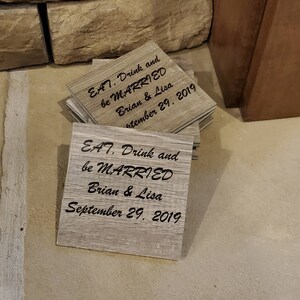 EAT, Drink and
be MARRIED
Brian & Lisa
September 29, 2019
EAT, Drink and
be MARRIED
Brian & Lisa
September 29, 2019